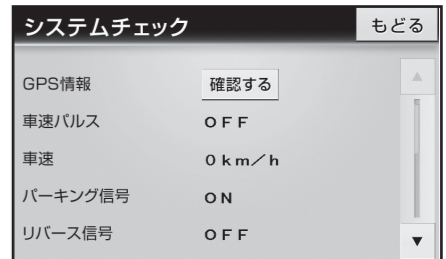 システムチェック もどる
GPS情報 確認する
車速パルス OFF
車速 0km/h
パーキング信号 ON
リバース信号 OFF